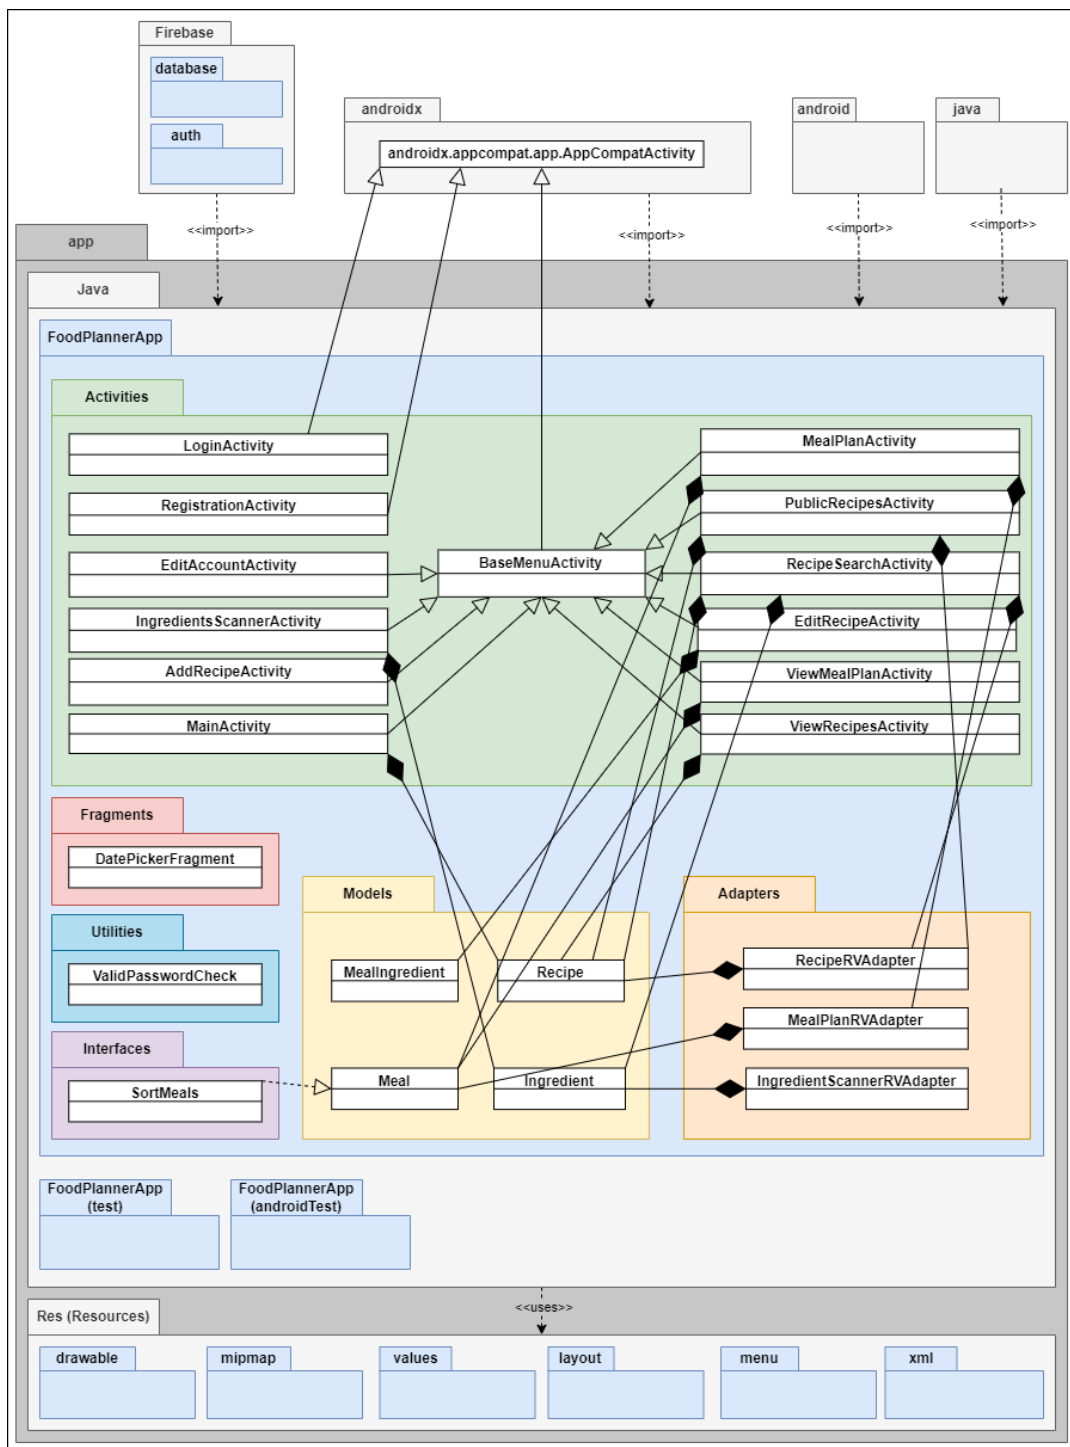 Firebase
database
auth
androidx
androidx.appcompat.app.AppCompatActivity
android
java
<<import>>
<<import>>
<<import>>
<<import>>
app
Java
FoodPlannerApp
Activities
LoginActivity
RegistrationActivity
EditAccountActivity
IngredientsScannerActivity
AddRecipeActivity
MainActivity
BaseMenuActivity
MealPlanActivity
PublicRecipesActivity
RecipeSearchActivity
EditRecipeActivity
ViewMealPlanActivity
ViewRecipesActivity
Fragments
DatePickerFragment
Utilities
ValidPasswordCheck
Interfaces
SortMeals
Models
MealIngredient
Recipe
Meal
Ingredient
Adapters
RecipeRVAdapter
MealPlanRVAdapter
IngredientScannerRVAdapter
FoodPlannerApp
(test)
FoodPlannerApp
(androidTest)
<<uses>>
Res (Resources)
drawable
mipmap
values
layout
menu
xml